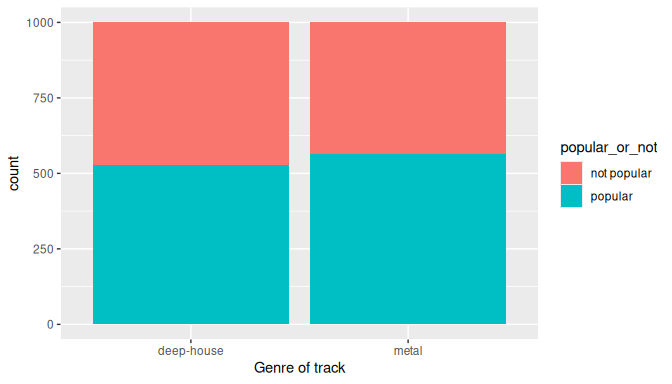 1000
750
500
250
0
count
deep-house
metal
Genre of track
popular_or_not
not popular
popular